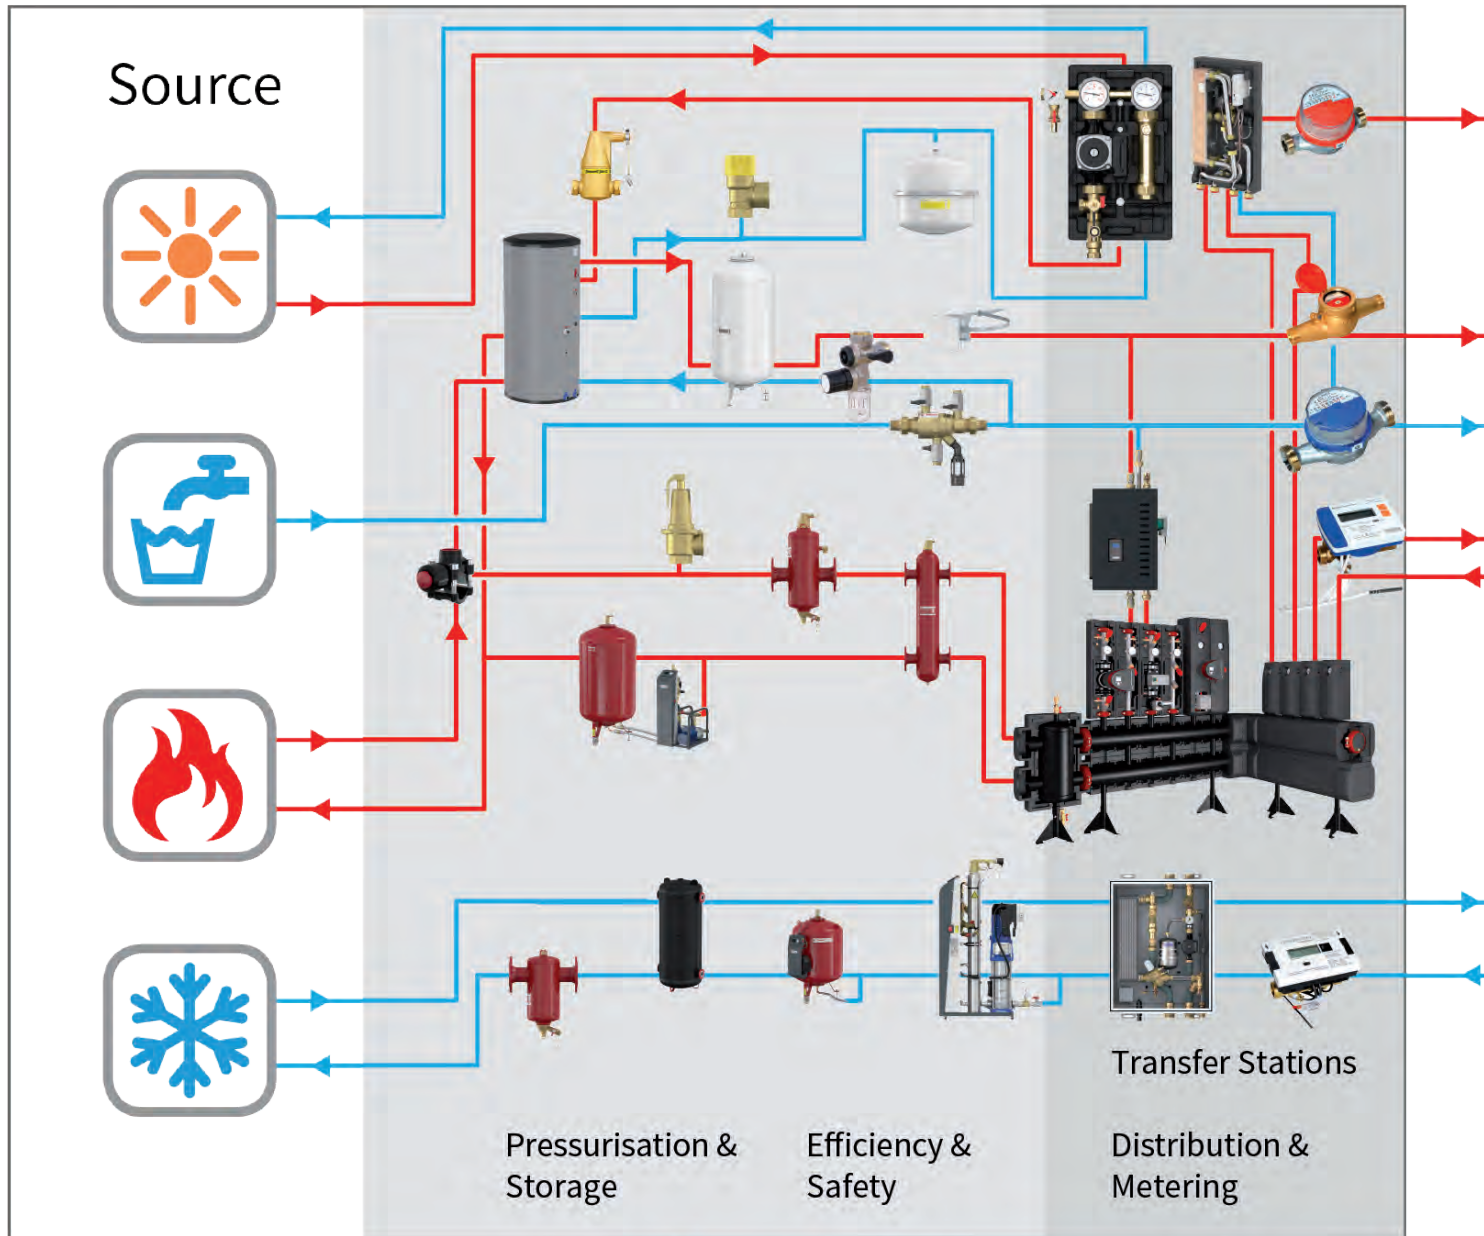 Source
Transfer Stations
Pressurisation &
Storage
Efficiency &
Safety
Distribution &
Metering